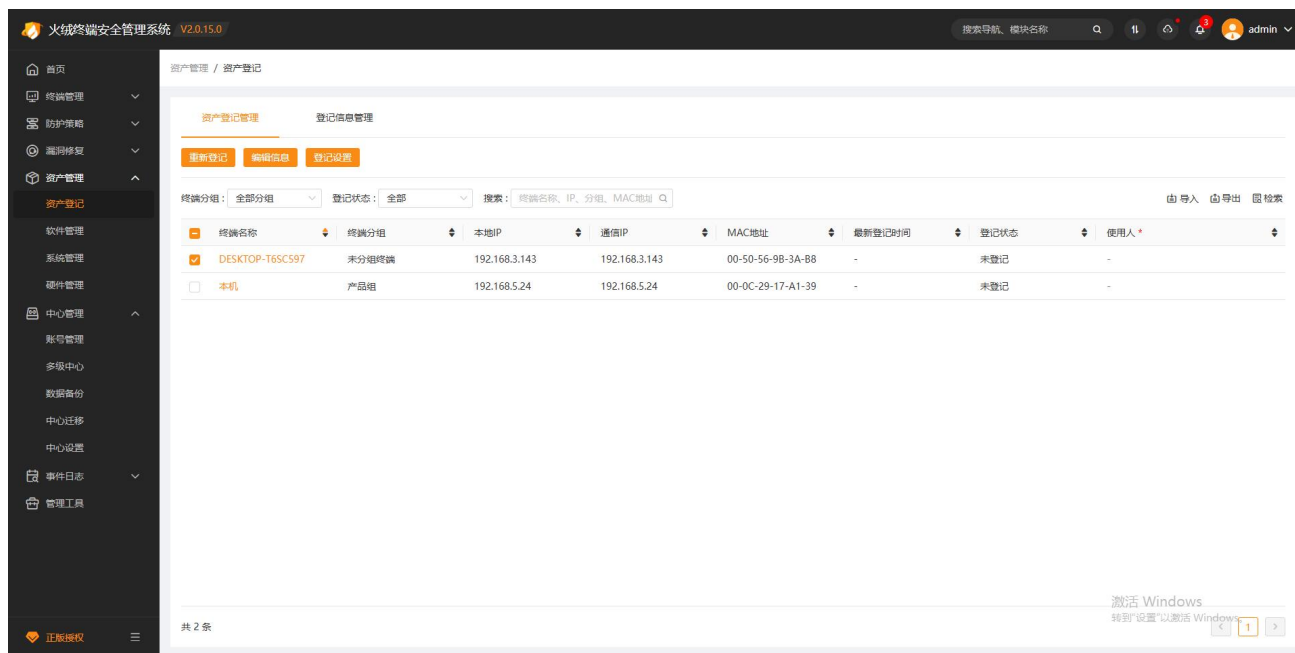 火绒终端安全管理系统 V2.0.15.0
搜索导航、模块名称
3
admin
首页
终端管理
防护策略
漏洞修复
资产管理
资产登记
软件管理
系统管理
硬件管理
中心管理
账号管理
多级中心
数据备份
中心迁移
中心设置
事件日志
管理工具
正版授权
资产管理 / 资产登记
资产登记管理 登记信息管理
重新登记 编辑信息 登记设置
终端分组： 全部分组 登记状态： 全部 搜索： 终端名称、IP、分组、MAC地址 导入 导出 检索
终端名称 终端分组 本地IP 通信IP MAC地址 最新登记时间 登记状态 使用人 *
DESKTOP-T6SC597 未分组终端 192.168.3.143 192.168.3.143 00-50-56-9B-3A-B8 - 未登记 -
本机 产品组 192.168.5.24 192.168.5.24 00-0C-29-17-A1-39 - 未登记 -
激活 Windows
转到"设置"以激活 Windows。
共 2 条
< 1 >